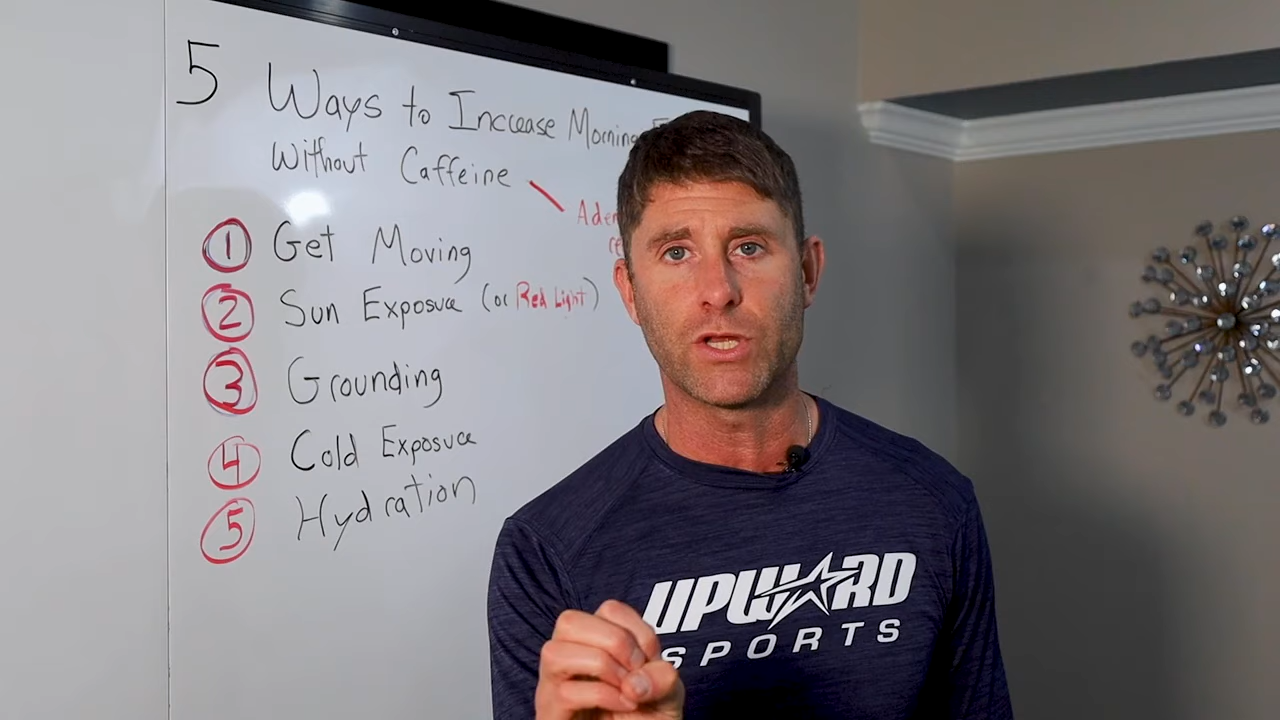 5 Ways to Increase Morning
Without Caffeine
1 Get Moving
2 Sun Exposure (or Red Light)
3 Grounding
4 Cold Exposure
5 Hydration
UPWARD
SPORTS